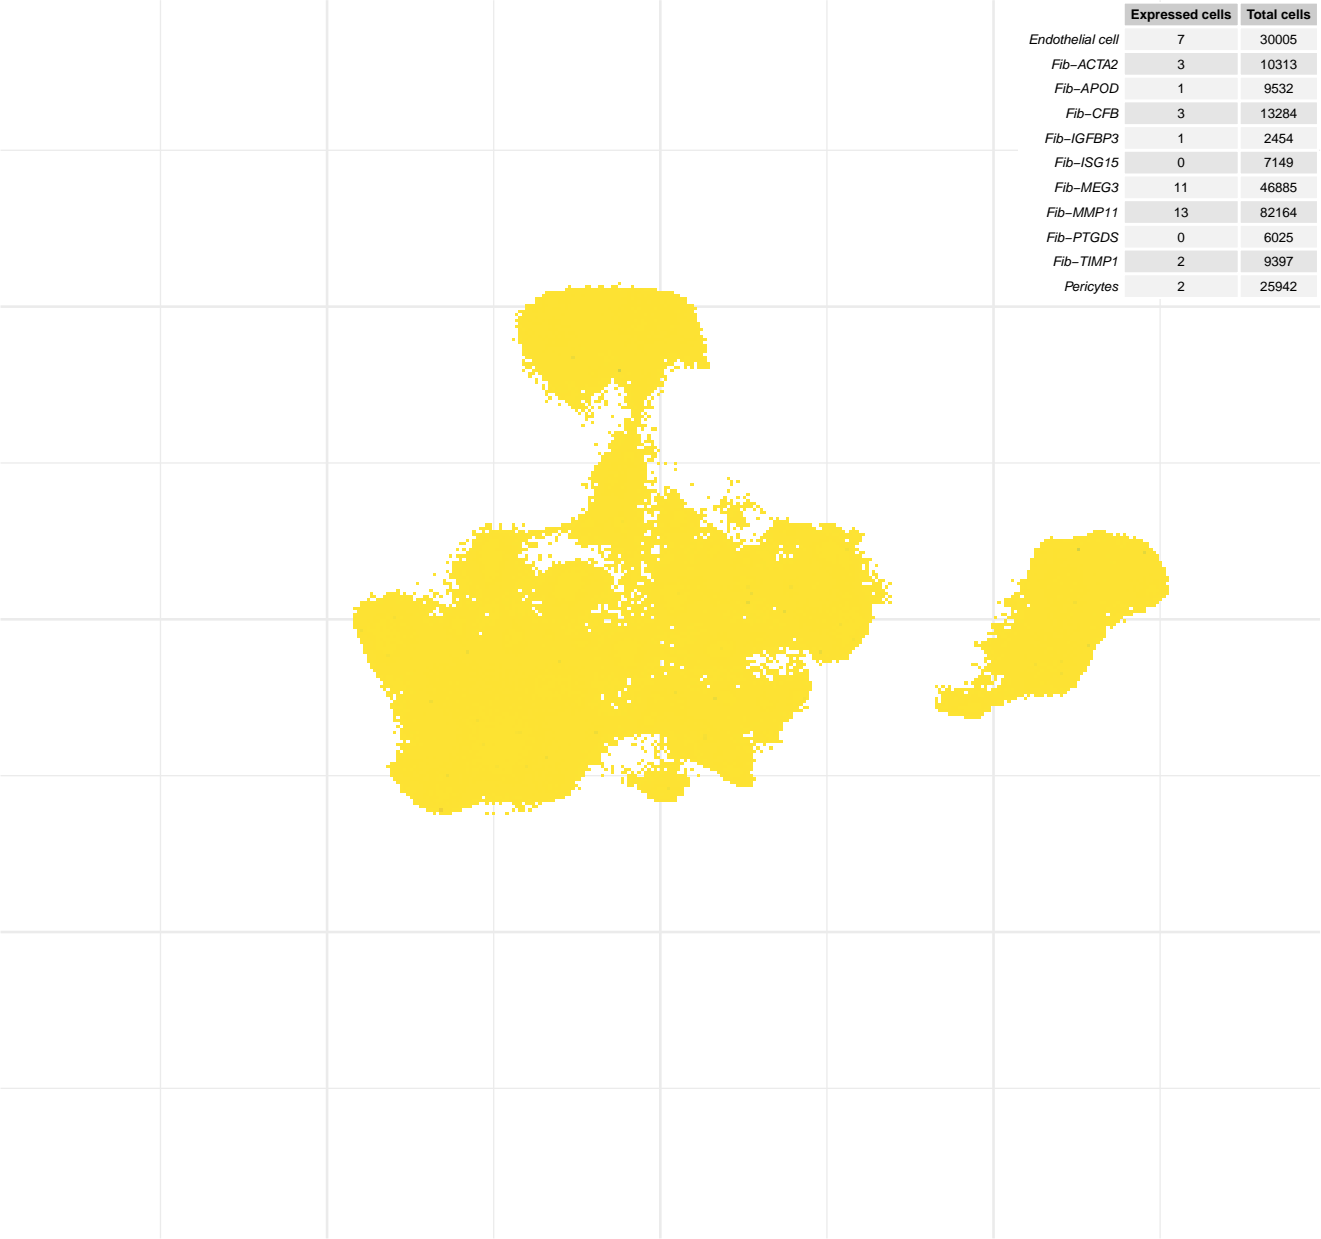 Expressed cells Total cells
Endothelial cell 7 30005
Fib−ACTA2 3 10313
Fib−APOD 1 9532
Fib−CFB 3 13284
Fib−IGFBP3 1 2454
Fib−ISG15 0 7149
Fib−MEG3 11 46885
Fib−MMP11 13 82164
Fib−PTGDS 0 6025
Fib−TIMP1 2 9397
Pericytes 2 25942